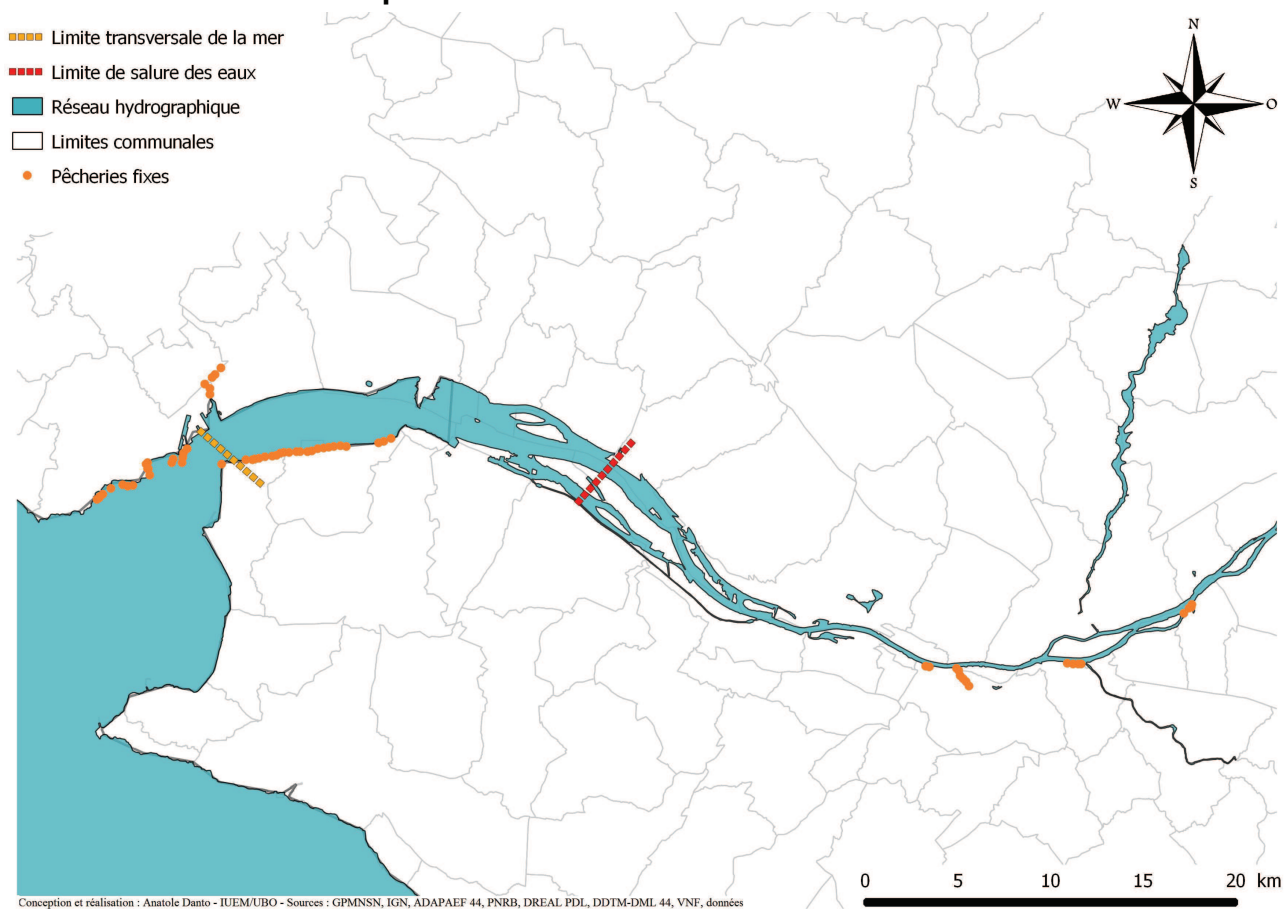 Limite transversale de la mer
Limite de salure des eaux
Réseau hydrographique
Limites communales
Pêcheries fixes
N
W
O
S
0 5 10 15 20 km
Conception et réalisation : Anatole Danto - IUEM/UBO - Sources : GPMNSN, IGN, ADAPAEF 44, PNRB, DREAL PDL, DDTM-DML 44, VNF, données